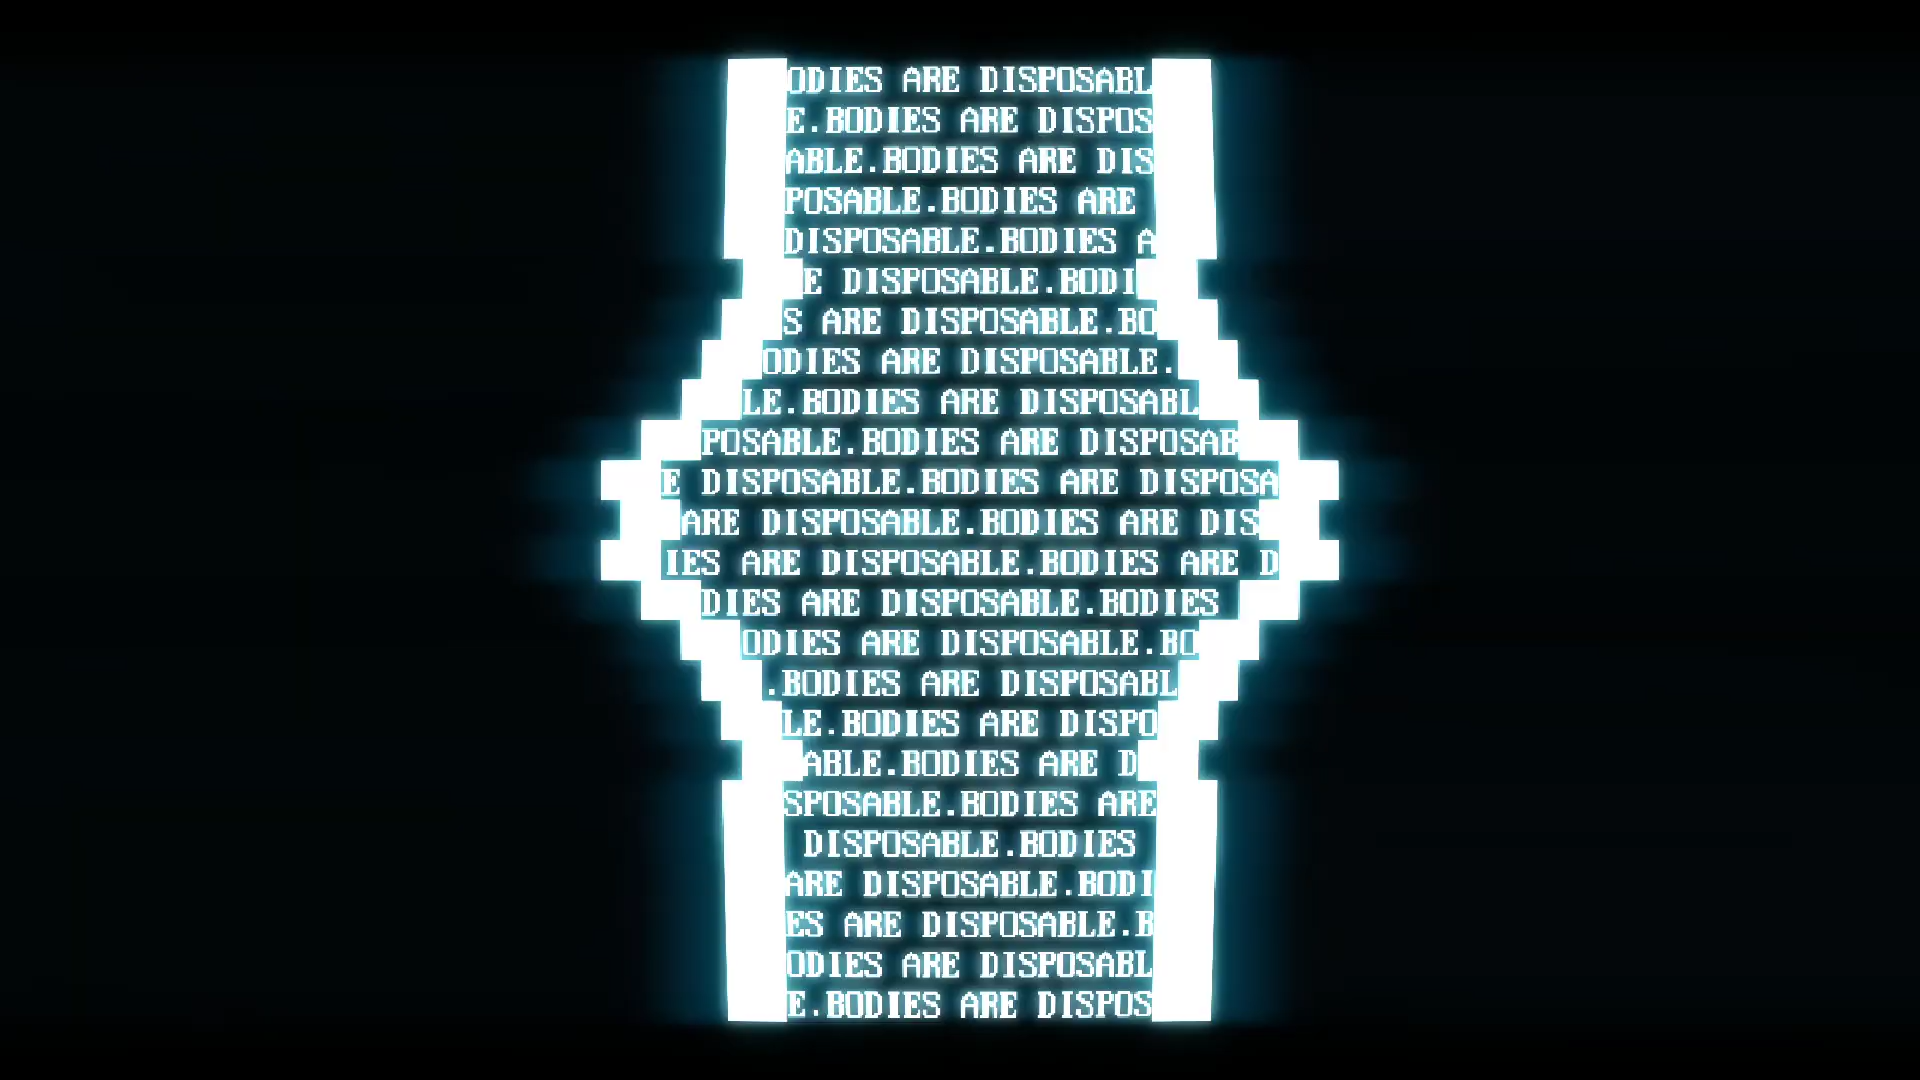 ODIES ARE DISPOSABL
E.BODIES ARE DISPOS
ABLE.BODIES ARE DIS
POSABLE.BODIES ARE
DISPOSABLE.BODIES A
E DISPOSABLE.BODI
S ARE DISPOSABLE.BO
ODIES ARE DISPOSABLE.
LE.BODIES ARE DISPOSABL
POSABLE.BODIES ARE DISPOSAB
E DISPOSABLE.BODIES ARE DISPOSA
ARE DISPOSABLE.BODIES ARE DIS
IES ARE DISPOSABLE.BODIES ARE D
DIES ARE DISPOSABLE.BODIES
ODIES ARE DISPOSABLE.BO
.BODIES ARE DISPOSABL
LE.BODIES ARE DISPO
ABLE.BODIES ARE D
SPOSABLE.BODIES ARE
DISPOSABLE.BODIES
ARE DISPOSABLE.BODI
ES ARE DISPOSABLE.B
ODIES ARE DISPOSABL
E.BODIES ARE DISPOS